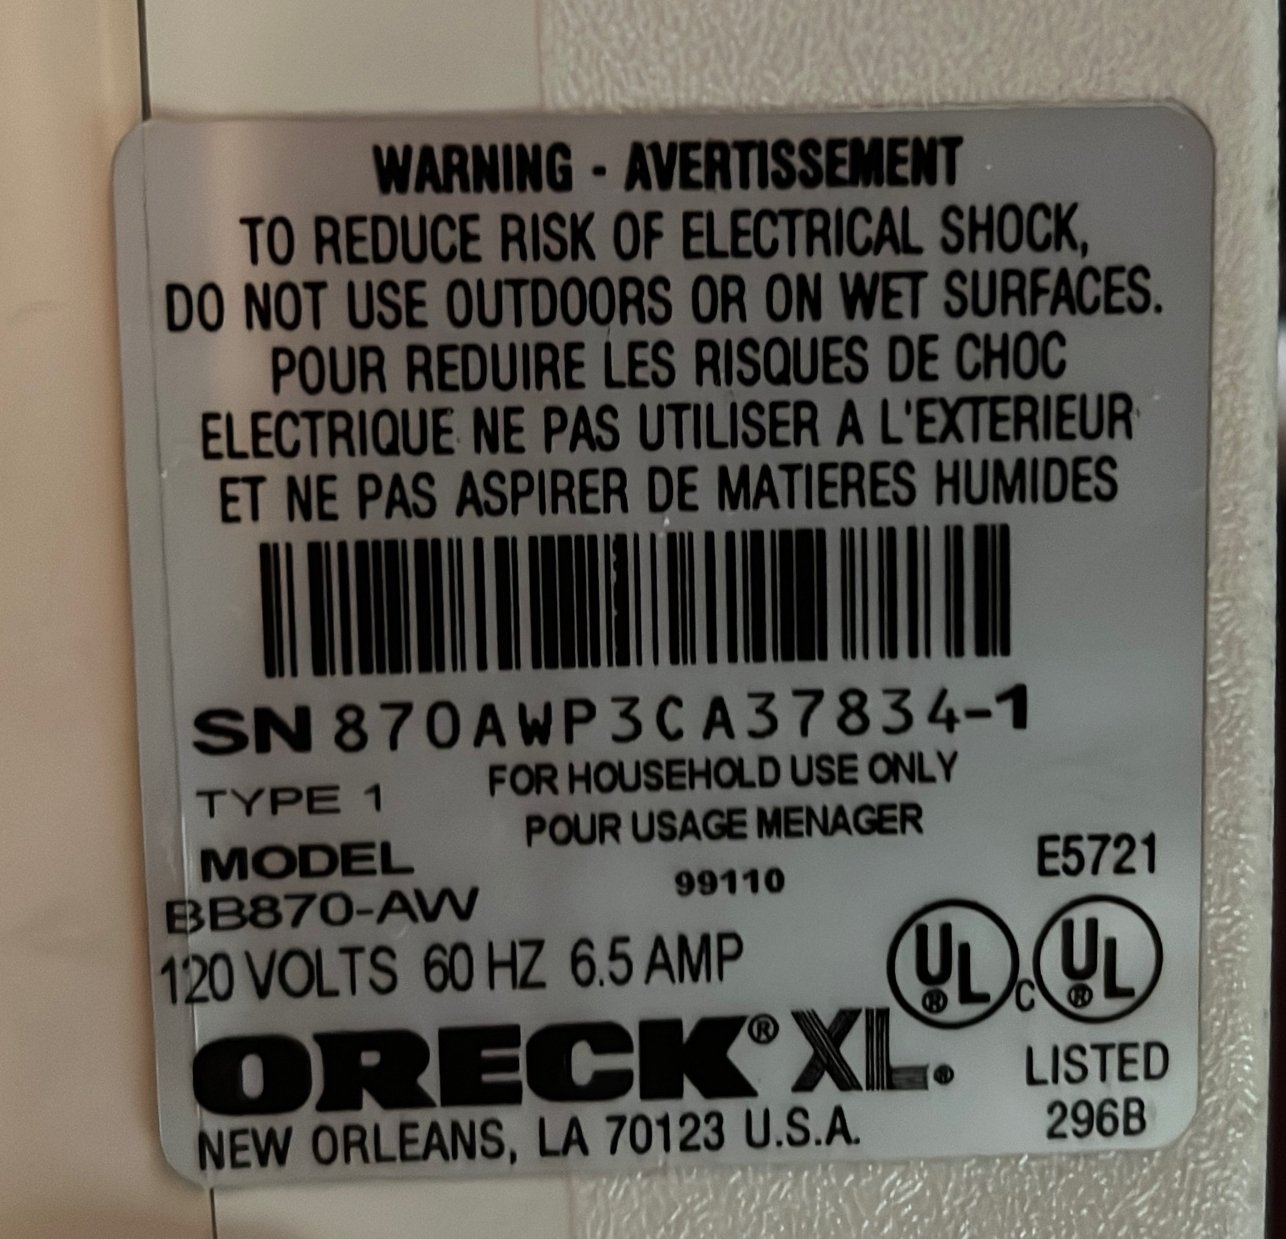 WARNING - AVERTISSEMENT
TO REDUCE RISK OF ELECTRICAL SHOCK,
DO NOT USE OUTDOORS OR ON WET SURFACES.
POUR REDUIRE LES RISQUES DE CHOC
ELECTRIQUE NE PAS UTILISER A L'EXTERIEUR
ET NE PAS ASPIRER DE MATIERES HUMIDES
SN 870AWP3CA37834-1
TYPE 1
FOR HOUSEHOLD USE ONLY
POUR USAGE MENAGER
MODEL
BB870-AW
99110
E5721
120 VOLTS 60 HZ 6.5 AMP
UL® C UL®
ORECK® XL®
LISTED
296B
NEW ORLEANS, LA 70123 U.S.A.